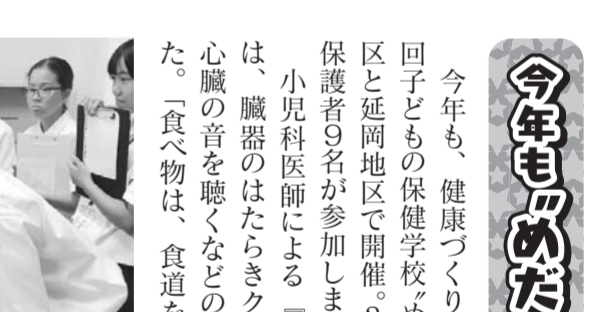 今年も〝めだ
今年も、健康づくり
回子どもの保健学校〝め
区と延岡地区で開催。
保護者9名が参加しま
小児科医師による『
は、臓器のはたらきク
心臓の音を聴くなどの
た。「食べ物は、食道を